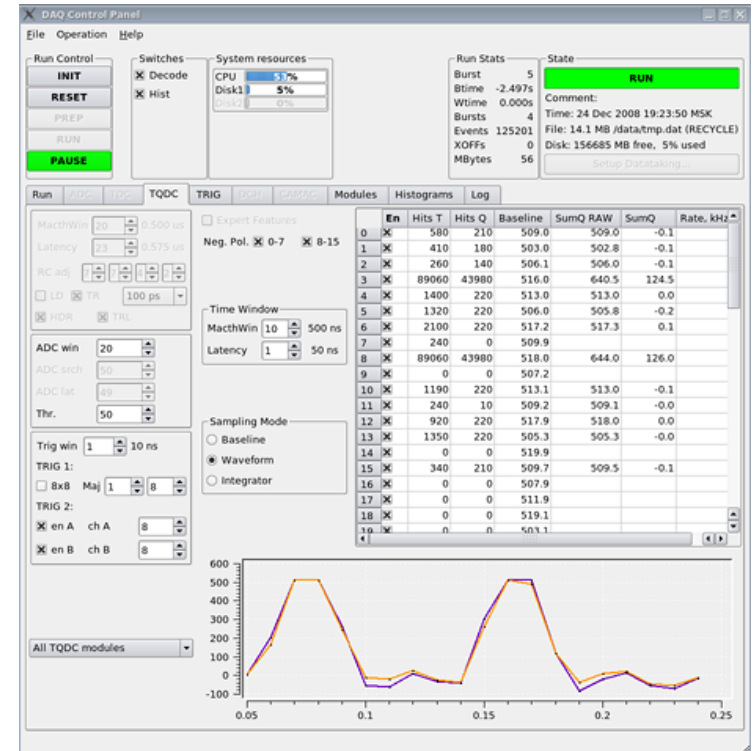 DAQ Control Panel
File Operation Help
Run Control
INIT
RESET
PREP
RUN
PAUSE
Switches
Decode
Hist
System resources
CPU 53%
Disk1 5%
Disk2 0%
Run Stats
Burst 5
Btime -2.497s
Wtime 0.000s
Bursts 4
Events 125201
XOFFs 0
MBytes 56
State
RUN
Comment:
Time: 24 Dec 2008 19:23:50 MSK
File: 14.1 MB /data/tmp.dat (RECYCLE)
Disk: 156685 MB free, 5% used
Setup Datataking...
Run ADC TDC TQDC TRIG DCH CAMAC Modules Histograms Log
MacthWin 20 0.500 us
Latency 23 0.575 us
RC adj
LD TR 100 ps
HDR TRL
ADC win 20
ADC srch 50
ADC lat 49
Thr. 50
Trig win 1 10 ns
TRIG 1:
8x8 Maj 1 8
TRIG 2:
en A ch A 8
en B ch B 8
All TQDC modules
Expert Features
Neg. Pol. 0-7 8-15
Time Window
MacthWin 10 500 ns
Latency 1 50 ns
Sampling Mode
Baseline
Waveform
Integrator
En Hits T Hits Q Baseline SumQ RAW SumQ Rate, kHz
0 580 210 509.0 509.0 -0.1
1 410 180 503.0 502.8 -0.1
2 260 140 506.1 506.0 -0.1
3 89060 43980 516.0 640.5 124.5
4 1400 220 513.0 513.0 0.0
5 1320 220 506.0 505.8 -0.2
6 2100 220 517.2 517.3 0.1
7 240 0 509.9
8 89060 43980 518.0 644.0 126.0
9 0 0 507.2
10 1190 220 513.1 513.0 -0.1
11 240 10 509.2 509.1 -0.0
12 920 220 517.9 518.0 0.0
13 1350 220 505.3 505.3 -0.0
14 0 0 519.9
15 340 210 509.7 509.5 -0.1
16 0 0 507.9
17 0 0 511.9
18 0 0 519.1
19 0 0 503.1
600
500
400
300
200
100
0
-100
0.05 0.1 0.15 0.2 0.25